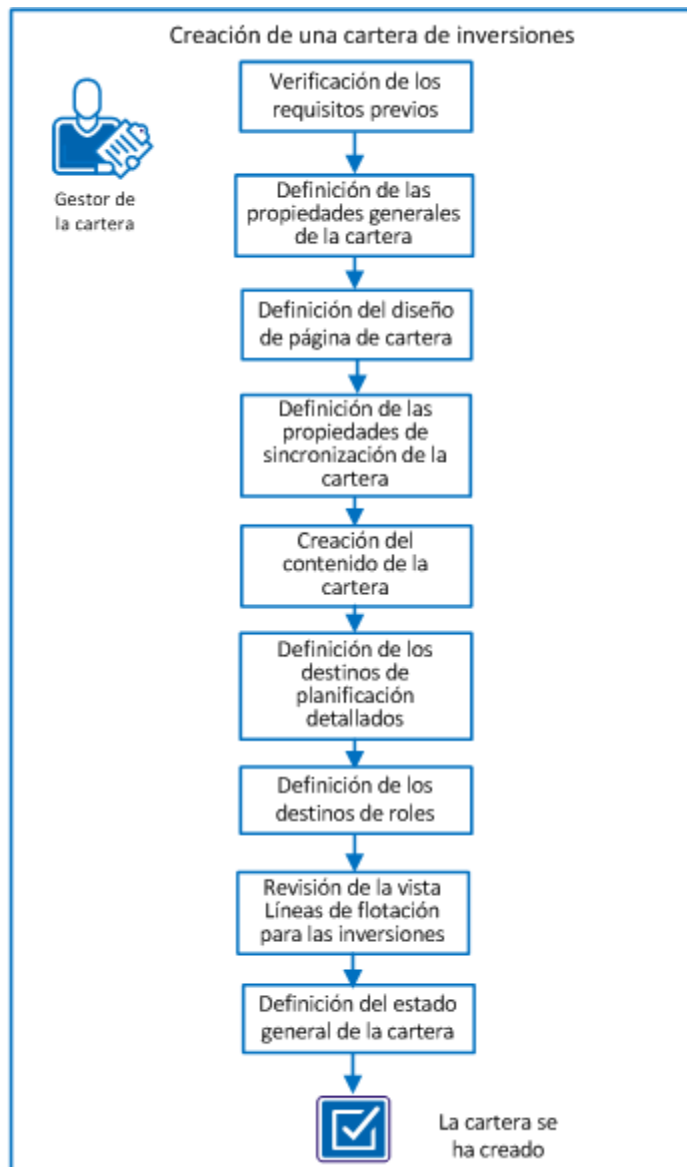 Creación de una cartera de inversiones
Gestor de
la cartera
Verificación de los
requisitos previos
Definición de las
propiedades generales
de la cartera
Definición del diseño
de página de cartera
Definición de las
propiedades de
sincronización de la
cartera
Creación del
contenido de la
cartera
Definición de los
destinos de
planificación
detallados
Definición de los
destinos de roles
Revisión de la vista
Líneas de flotación
para las inversiones
Definición del estado
general de la cartera
La cartera se
ha creado